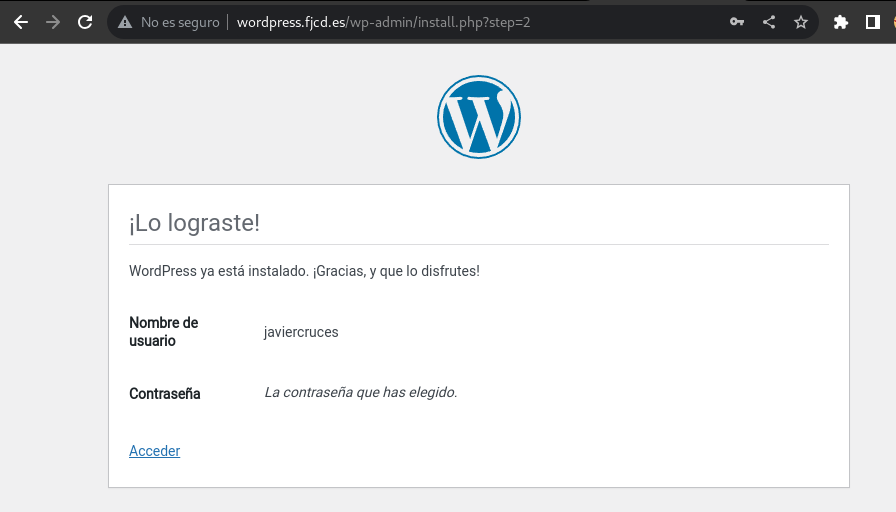 No es seguro
wordpress.fjcd.es/wp-admin/install.php?step=2
W
¡Lo lograste!
WordPress ya está instalado. ¡Gracias, y que lo disfrutes!
Nombre de
usuario
javiercruces
Contraseña
La contraseña que has elegido.
Acceder